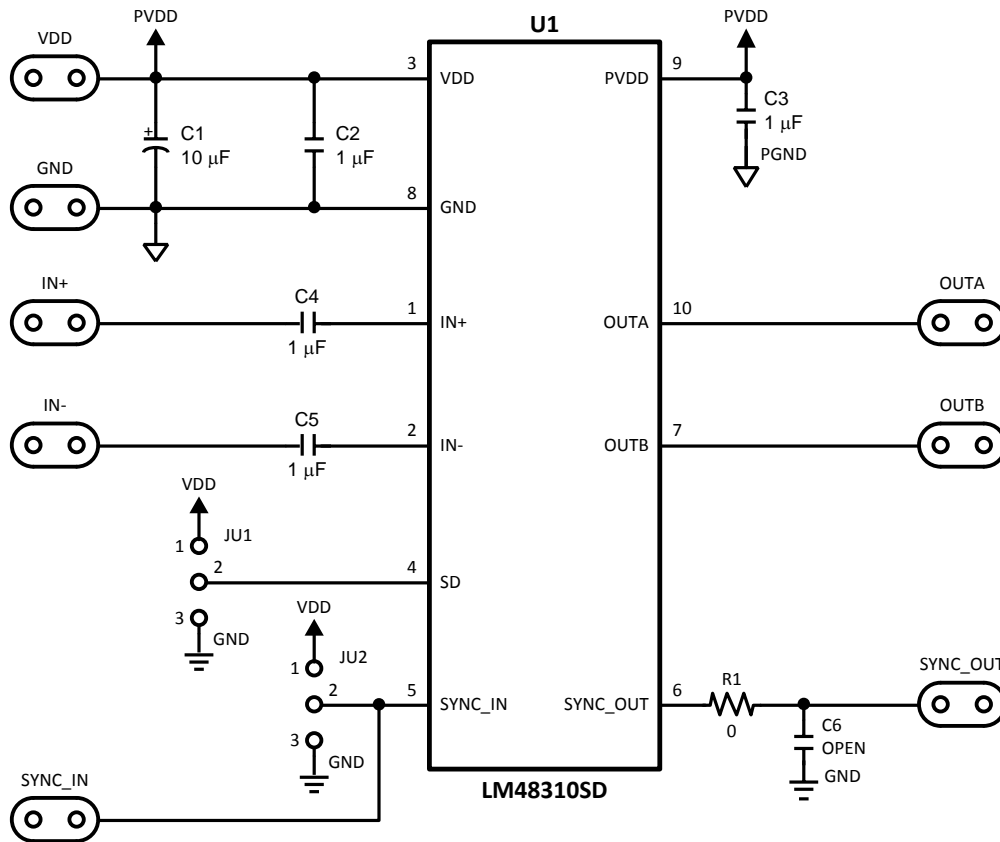 PVDD
U1
PVDD
VDD
3
VDD
PVDD
9
C1
+
10 µF
C2
1 µF
C3
1 µF
PGND
GND
8
GND
IN+
C4
1 µF
1
IN+
OUTA
10
OUTA
IN-
C5
1 µF
2
IN-
OUTB
7
OUTB
VDD
JU1
1
2
3
GND
4
SD
VDD
JU2
1
2
3
GND
5
SYNC_IN
SYNC_OUT
6
R1
0
C6
OPEN
GND
SYNC_OUT
SYNC_IN
LM48310SD